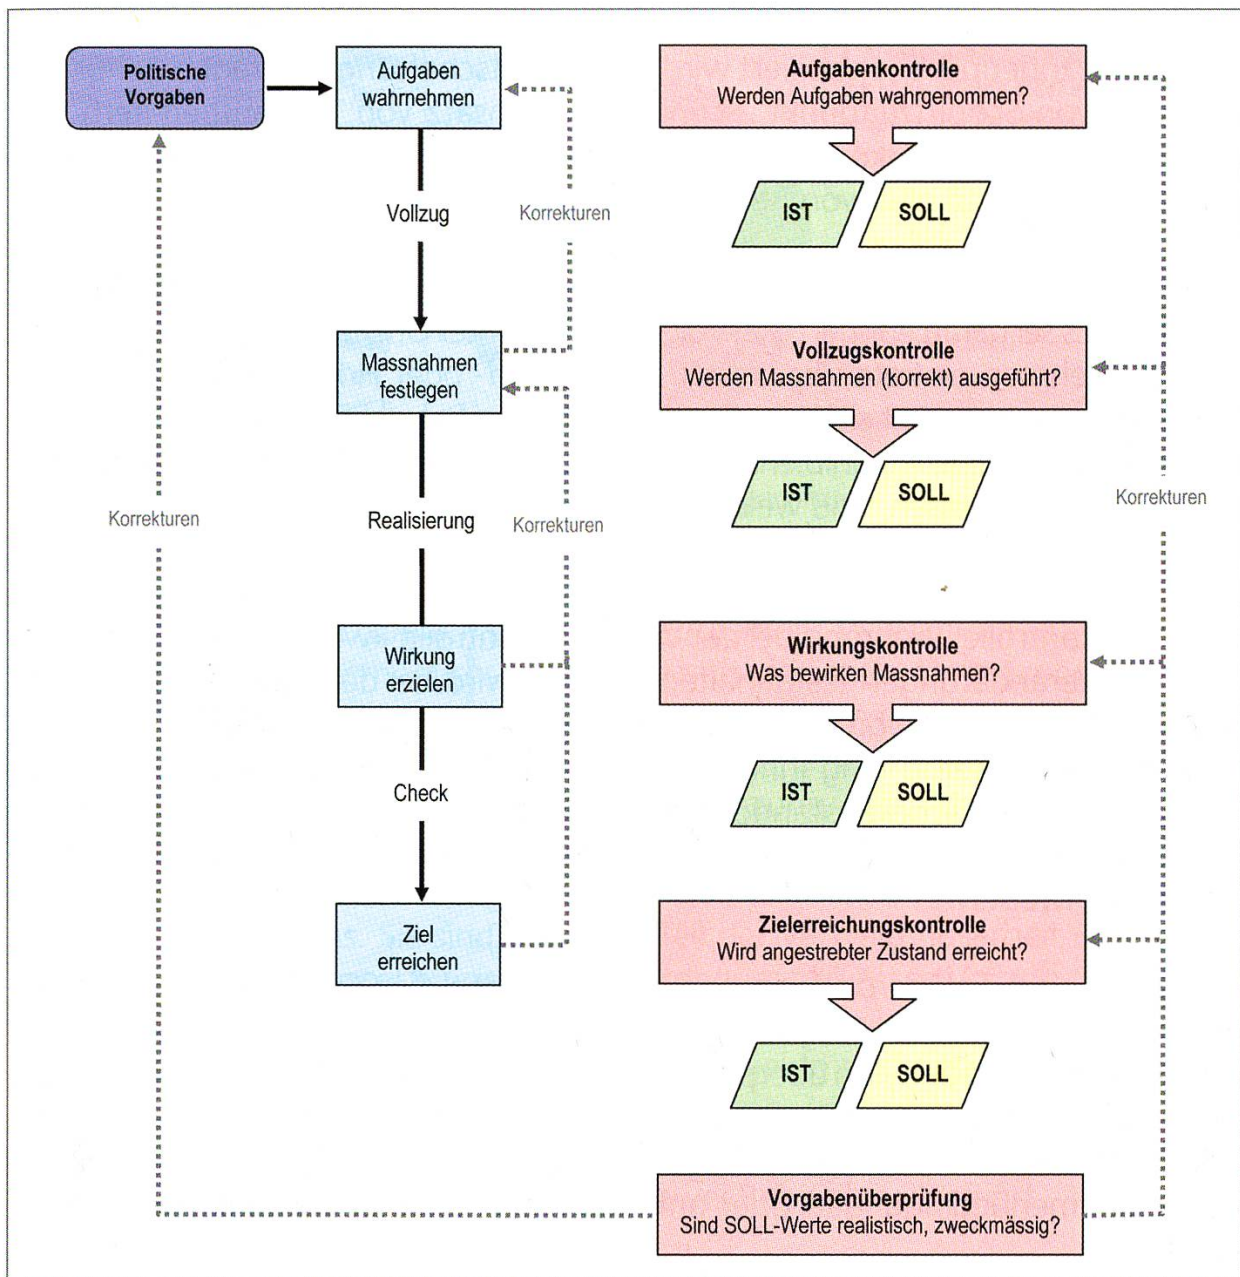 Politische
Vorgaben
Aufgaben
wahrnehmen
Vollzug
Korrekturen
Massnahmen
festlegen
Korrekturen
Realisierung
Korrekturen
Wirkung
erzielen
Check
Ziel
erreichen
Aufgabenkontrolle
Werden Aufgaben wahrgenommen?
IST
SOLL
Vollzugskontrolle
Werden Massnahmen (korrekt) ausgeführt?
IST
SOLL
Korrekturen
Wirkungskontrolle
Was bewirken Massnahmen?
IST
SOLL
Zielerreichungskontrolle
Wird angestrebter Zustand erreicht?
IST
SOLL
Vorgabenüberprüfung
Sind SOLL-Werte realistisch, zweckmässig?